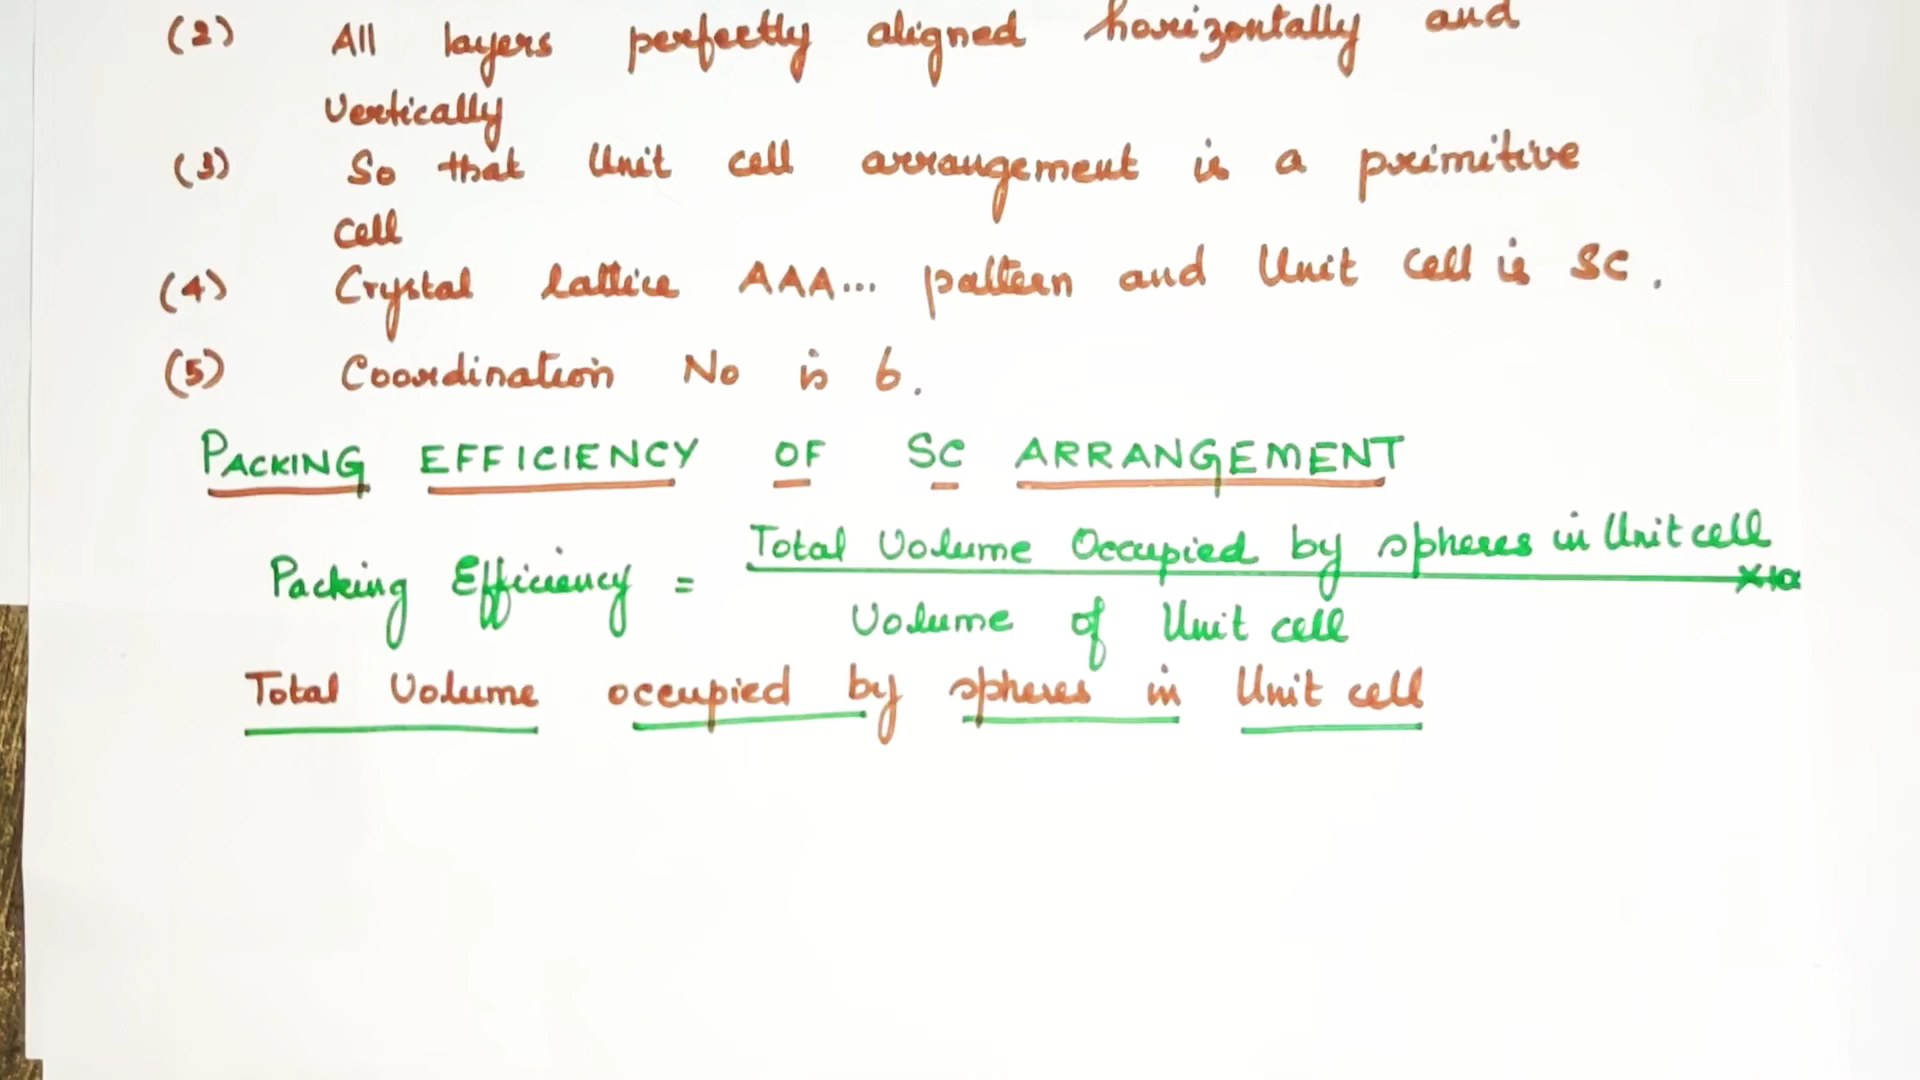 (2) All layers perfectly aligned horizontally and
vertically
(3) So that Unit cell arrangement is a primitive
cell
(4) Crystal lattice AAA... pattern and Unit cell is SC.
(5) Coordination No is 6.
PACKING EFFICIENCY OF SC ARRANGEMENT
Packing Efficiency = Total Volume Occupied by spheres in Unit cell
×100
Volume of Unit cell
Total Volume occupied by spheres in Unit cell